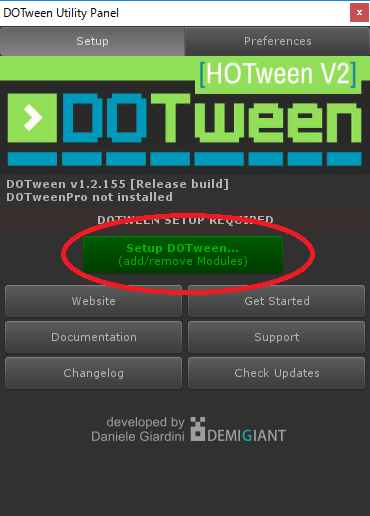 DOTween Utility Panel
x
Setup
Preferences
[HOTween V2]
DOTween
DOTween v1.2.155 [Release build]
DOTweenPro not installed
DOTWEEN SETUP REQUIRED
Setup DOTween...
(add/remove Modules)
Website
Get Started
Documentation
Support
Changelog
Check Updates
developed by
Daniele Giardini
DEMIGIANT